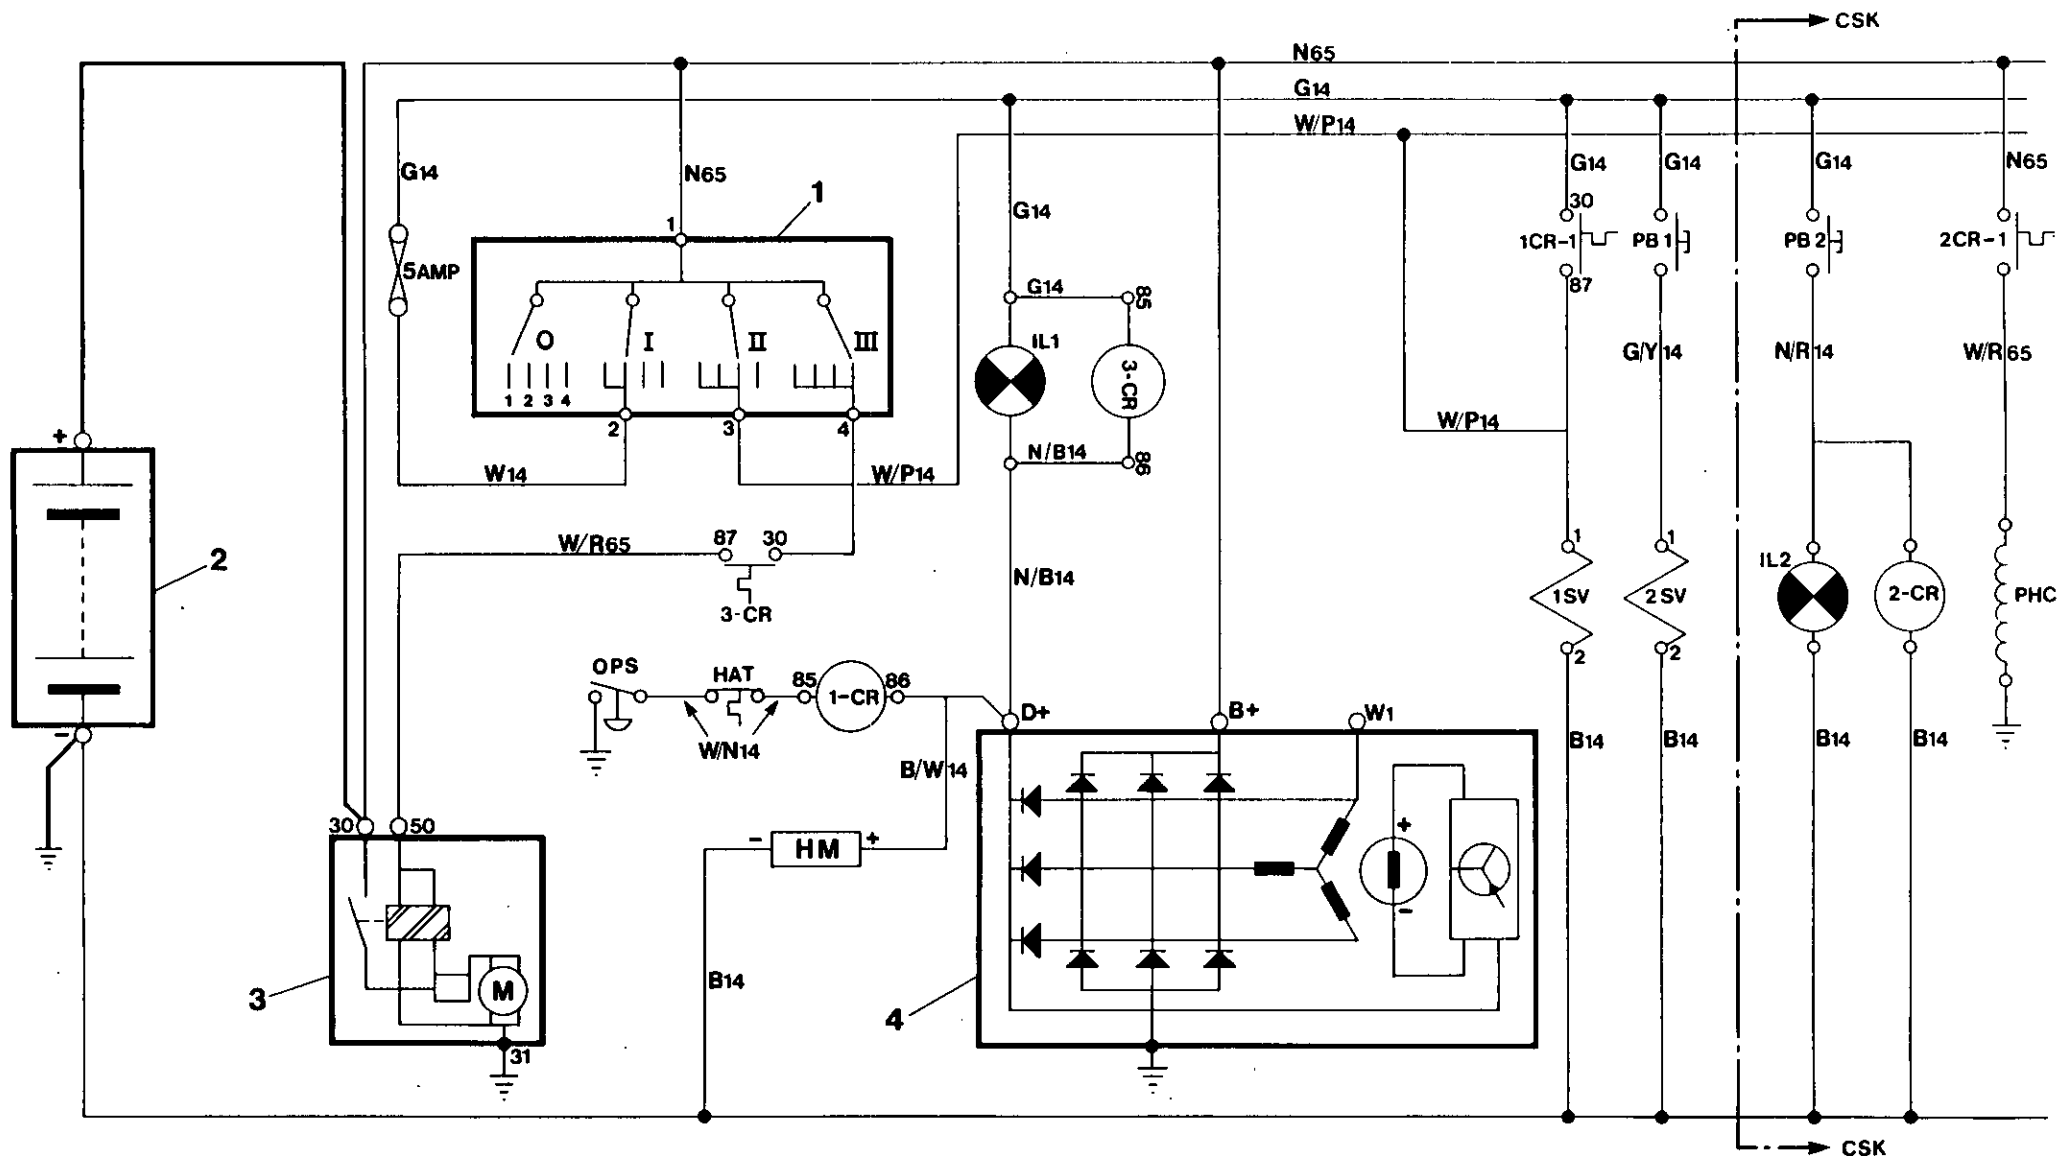 CSK
N65
G14
W/P14
G14
N65
1
G14
G14
G14
G14
N65
1
30
5AMP
1CR-1
PB1
PB2
2CR-1
87
G14
85
O
I
II
III
IL1
3-CR
G/Y14
N/R14
W/R65
1
2
3
4
2
3
4
W/P14
+
N/B14
86
W14
W/P14
2
W/R65
87
30
1
1
IL2
N/B14
1SV
2SV
2-CR
PHC
3-CR
OPS
HAT
85
1-CR
86
2
2
-
D+
B+
W1
W/N14
B/W14
B14
B14
B14
B14
30
50
-
HM
+
+
-
B14
3
M
4
31
CSK